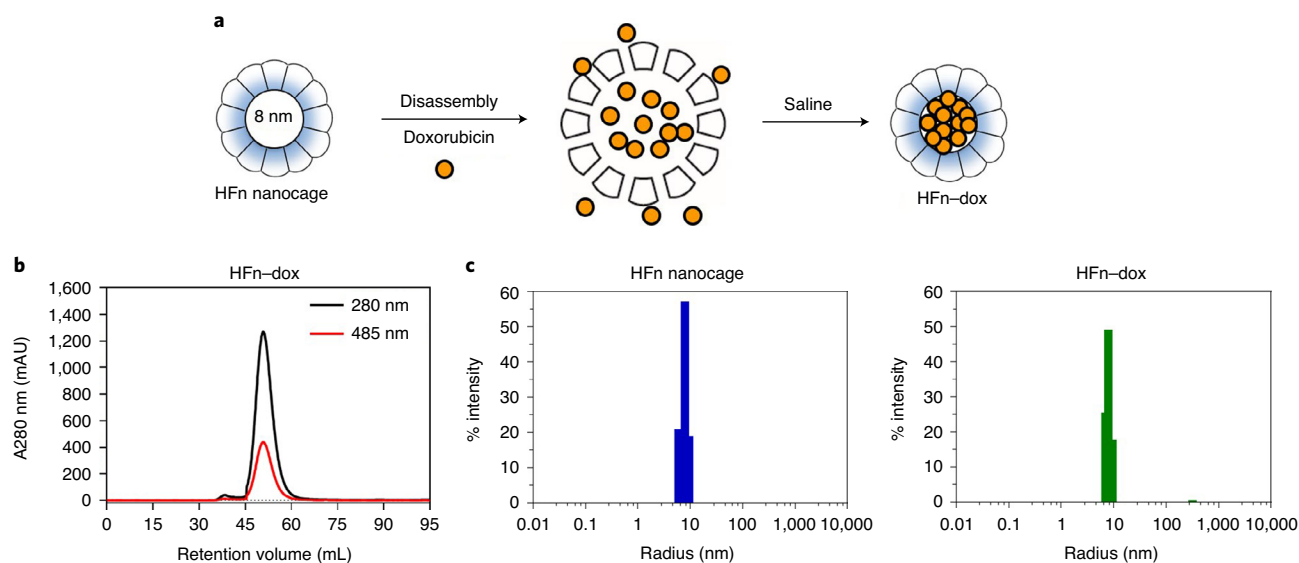 a
8 nm
HFn nanocage
Disassembly
Doxorubicin
Saline
HFn–dox
b
HFn–dox
1,600
1,400
1,200
1,000
800
600
400
200
0
A280 nm (mAU)
280 nm
485 nm
0 15 30 45 60 75 95
Retention volume (mL)
c
HFn nanocage
60
50
40
30
20
10
0
% intensity
0.01 0.1 1 10 100 1,000 10,000
Radius (nm)
HFn–dox
60
50
40
30
20
10
0
% intensity
0.01 0.1 1 10 100 1,000 10,000
Radius (nm)